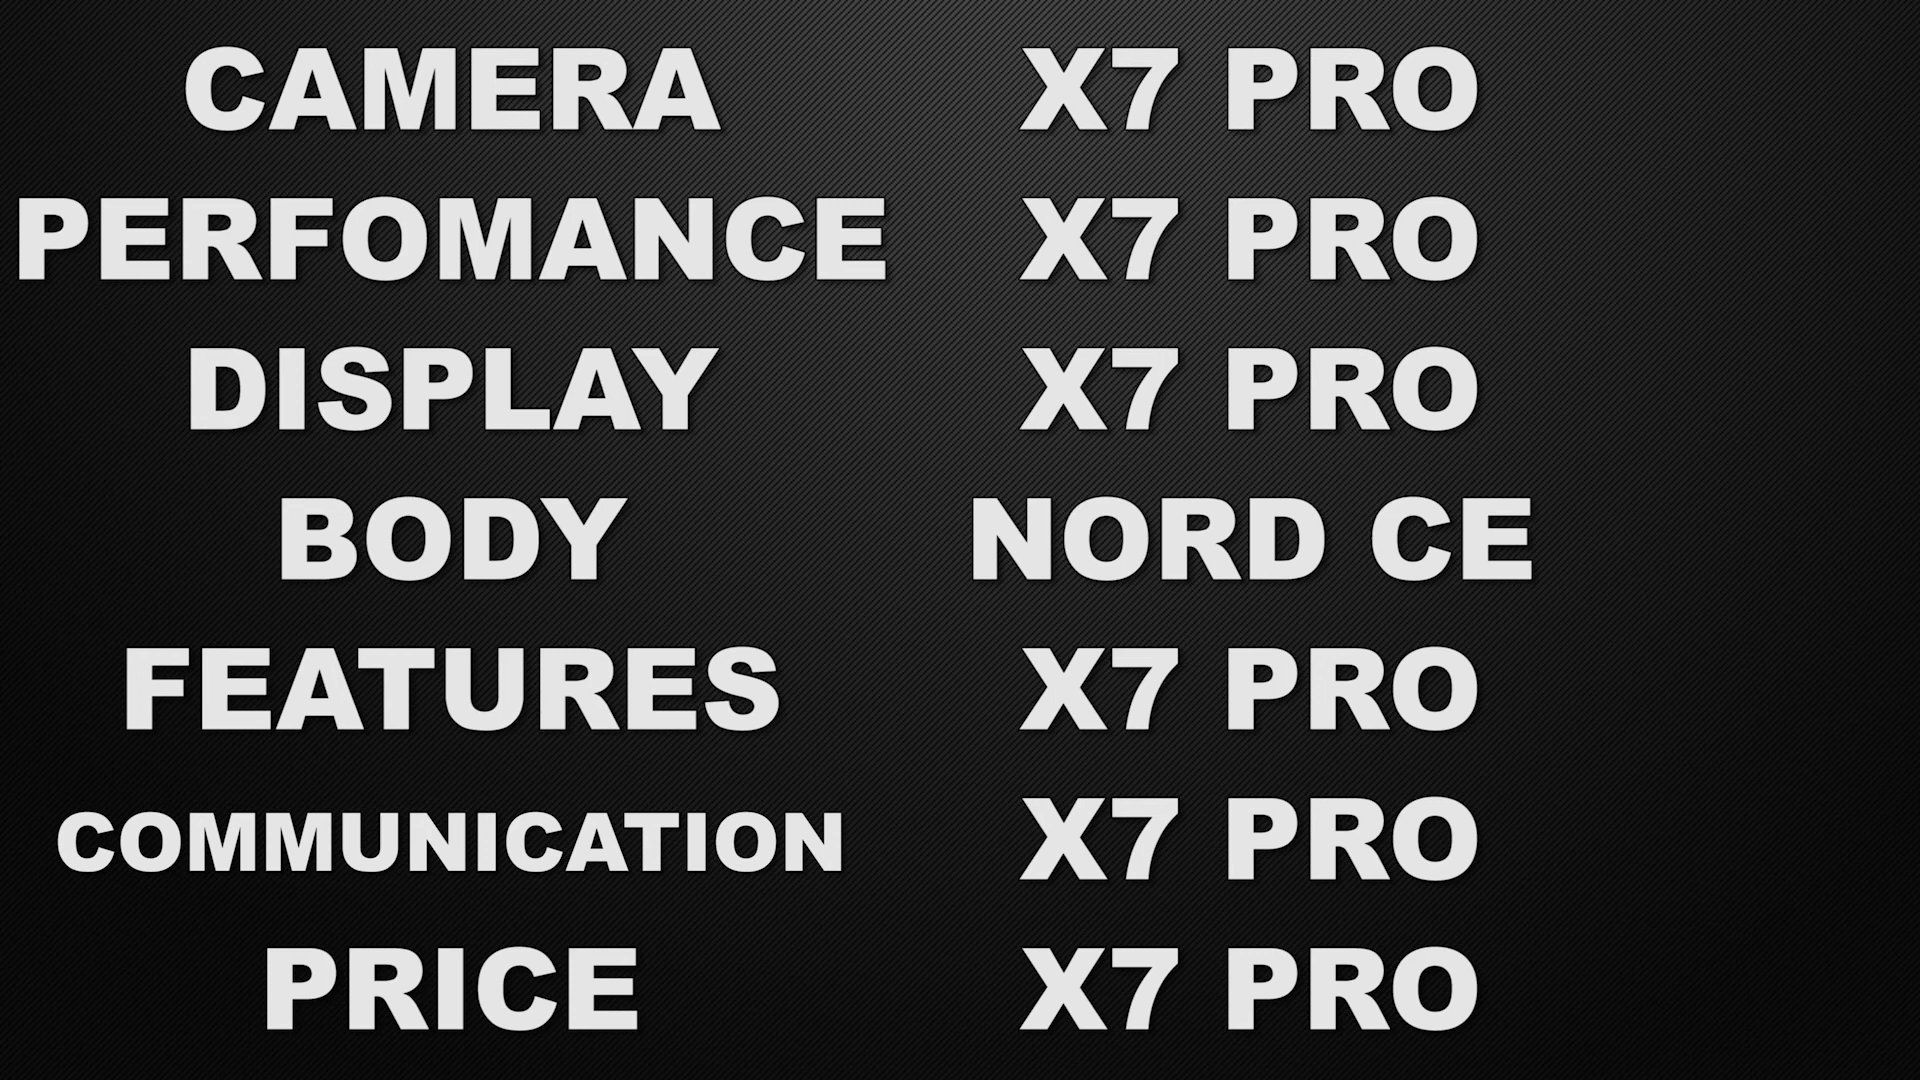 CAMERA X7 PRO
PERFOMANCE X7 PRO
DISPLAY X7 PRO
BODY NORD CE
FEATURES X7 PRO
COMMUNICATION X7 PRO
PRICE X7 PRO